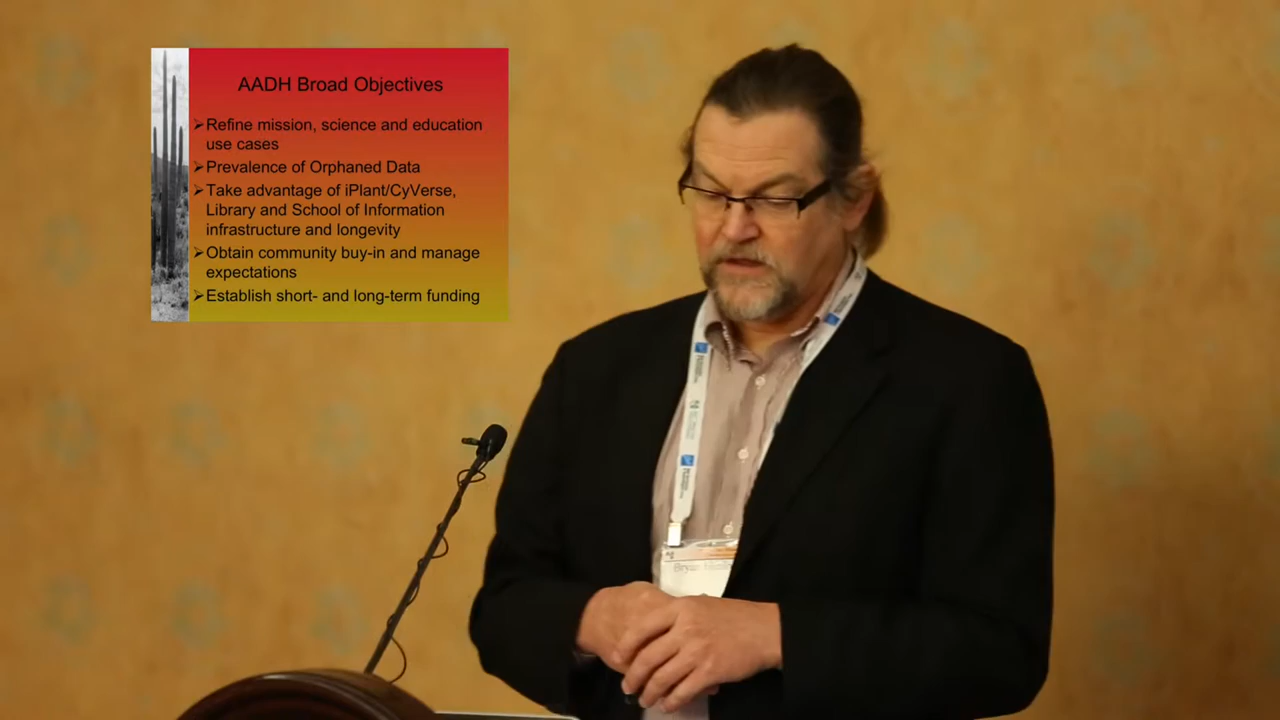 AADH Broad Objectives
➢Refine mission, science and education
use cases
➢Prevalence of Orphaned Data
➢Take advantage of iPlant/CyVerse,
Library and School of Information
infrastructure and longevity
➢Obtain community buy-in and manage
expectations
➢Establish short- and long-term funding
Bryan